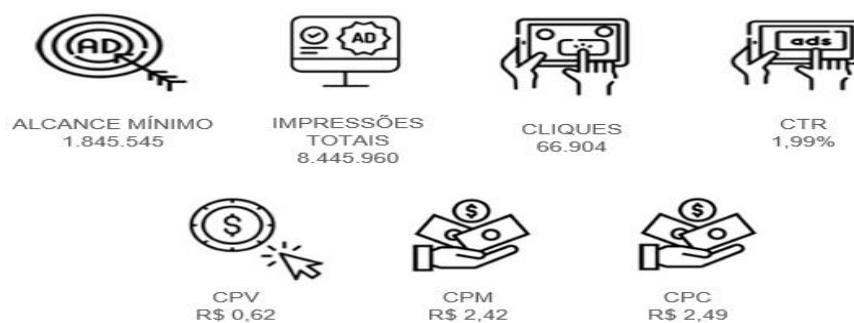 AD
AD
ads
ALCANCE MÍNIMO
1.845.545
IMPRESSÕES
TOTAIS
8.445.960
CLIQUES
66.904
CTR
1,99%
$
$
$
CPV
R$ 0,62
CPM
R$ 2,42
CPC
R$ 2,49